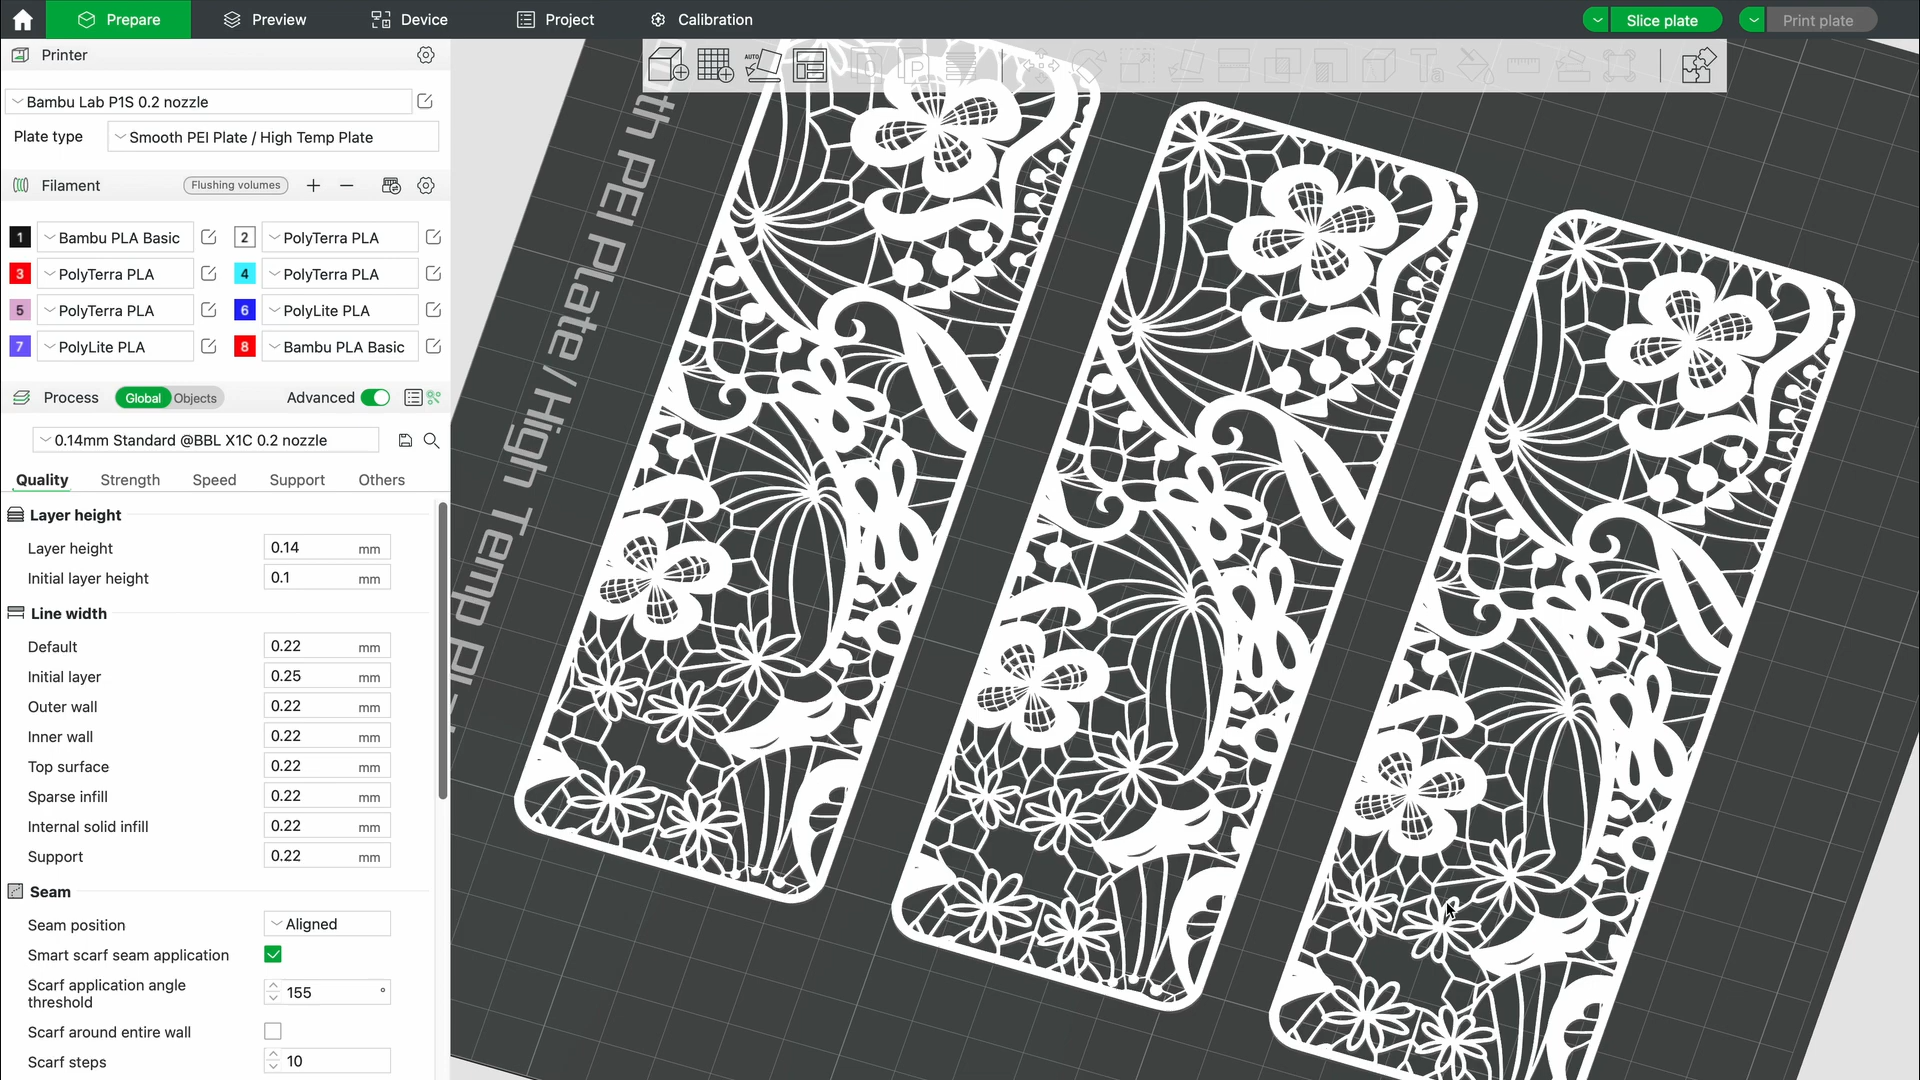 Prepare
Preview
Device
Project
Calibration
Slice plate
Print plate
Printer
Bambu Lab P1S 0.2 nozzle
Plate type
Smooth PEI Plate / High Temp Plate
Filament
Flushing volumes
1 Bambu PLA Basic
2 PolyTerra PLA
3 PolyTerra PLA
4 PolyTerra PLA
5 PolyTerra PLA
6 PolyLite PLA
7 PolyLite PLA
8 Bambu PLA Basic
Process
Global Objects
Advanced
0.14mm Standard @BBL X1C 0.2 nozzle
Quality Strength Speed Support Others
Layer height
Layer height 0.14 mm
Initial layer height 0.1 mm
Line width
Default 0.22 mm
Initial layer 0.25 mm
Outer wall 0.22 mm
Inner wall 0.22 mm
Top surface 0.22 mm
Sparse infill 0.22 mm
Internal solid infill 0.22 mm
Support 0.22 mm
Seam
Seam position Aligned
Smart scarf seam application
Scarf application angle
threshold 155 °
Scarf around entire wall
Scarf steps 10
AUTO
PEI Plate / High Temp